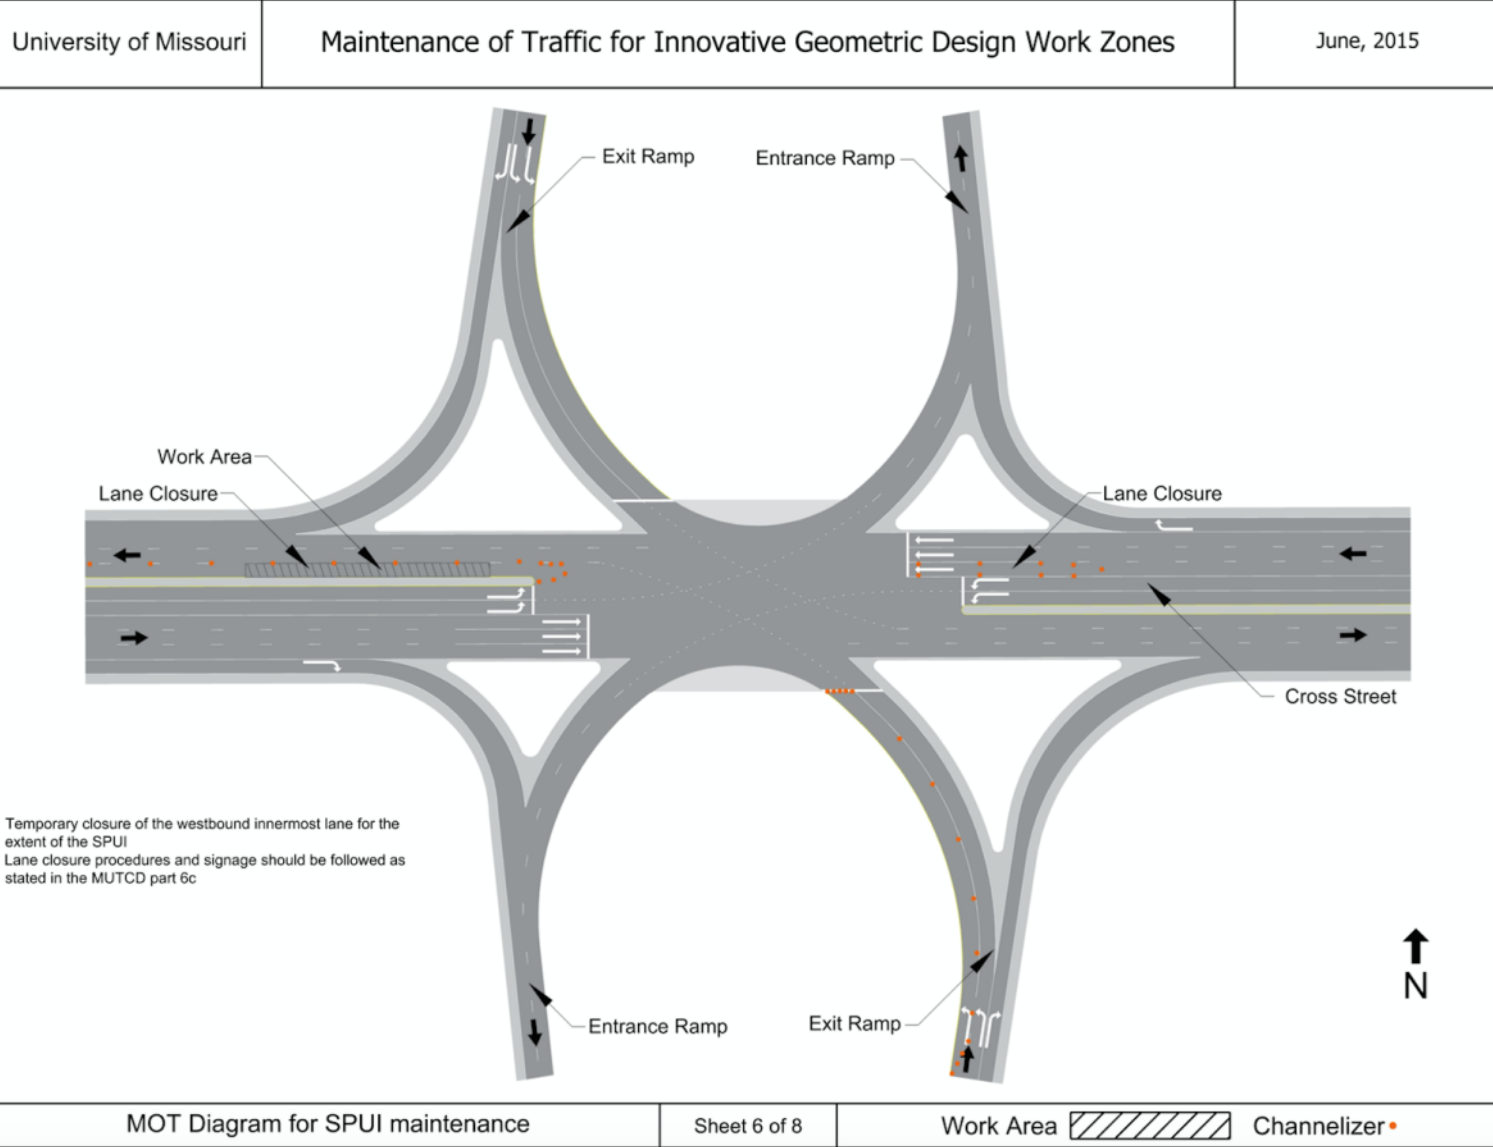 University of Missouri
Maintenance of Traffic for Innovative Geometric Design Work Zones
June, 2015
Exit Ramp
Entrance Ramp
Work Area
Lane Closure
Lane Closure
Cross Street
Temporary closure of the westbound innermost lane for the
extent of the SPUI
Lane closure procedures and signage should be followed as
stated in the MUTCD part 6c
N
Entrance Ramp
Exit Ramp
MOT Diagram for SPUI maintenance
Sheet 6 of 8
Work Area
Channelizer